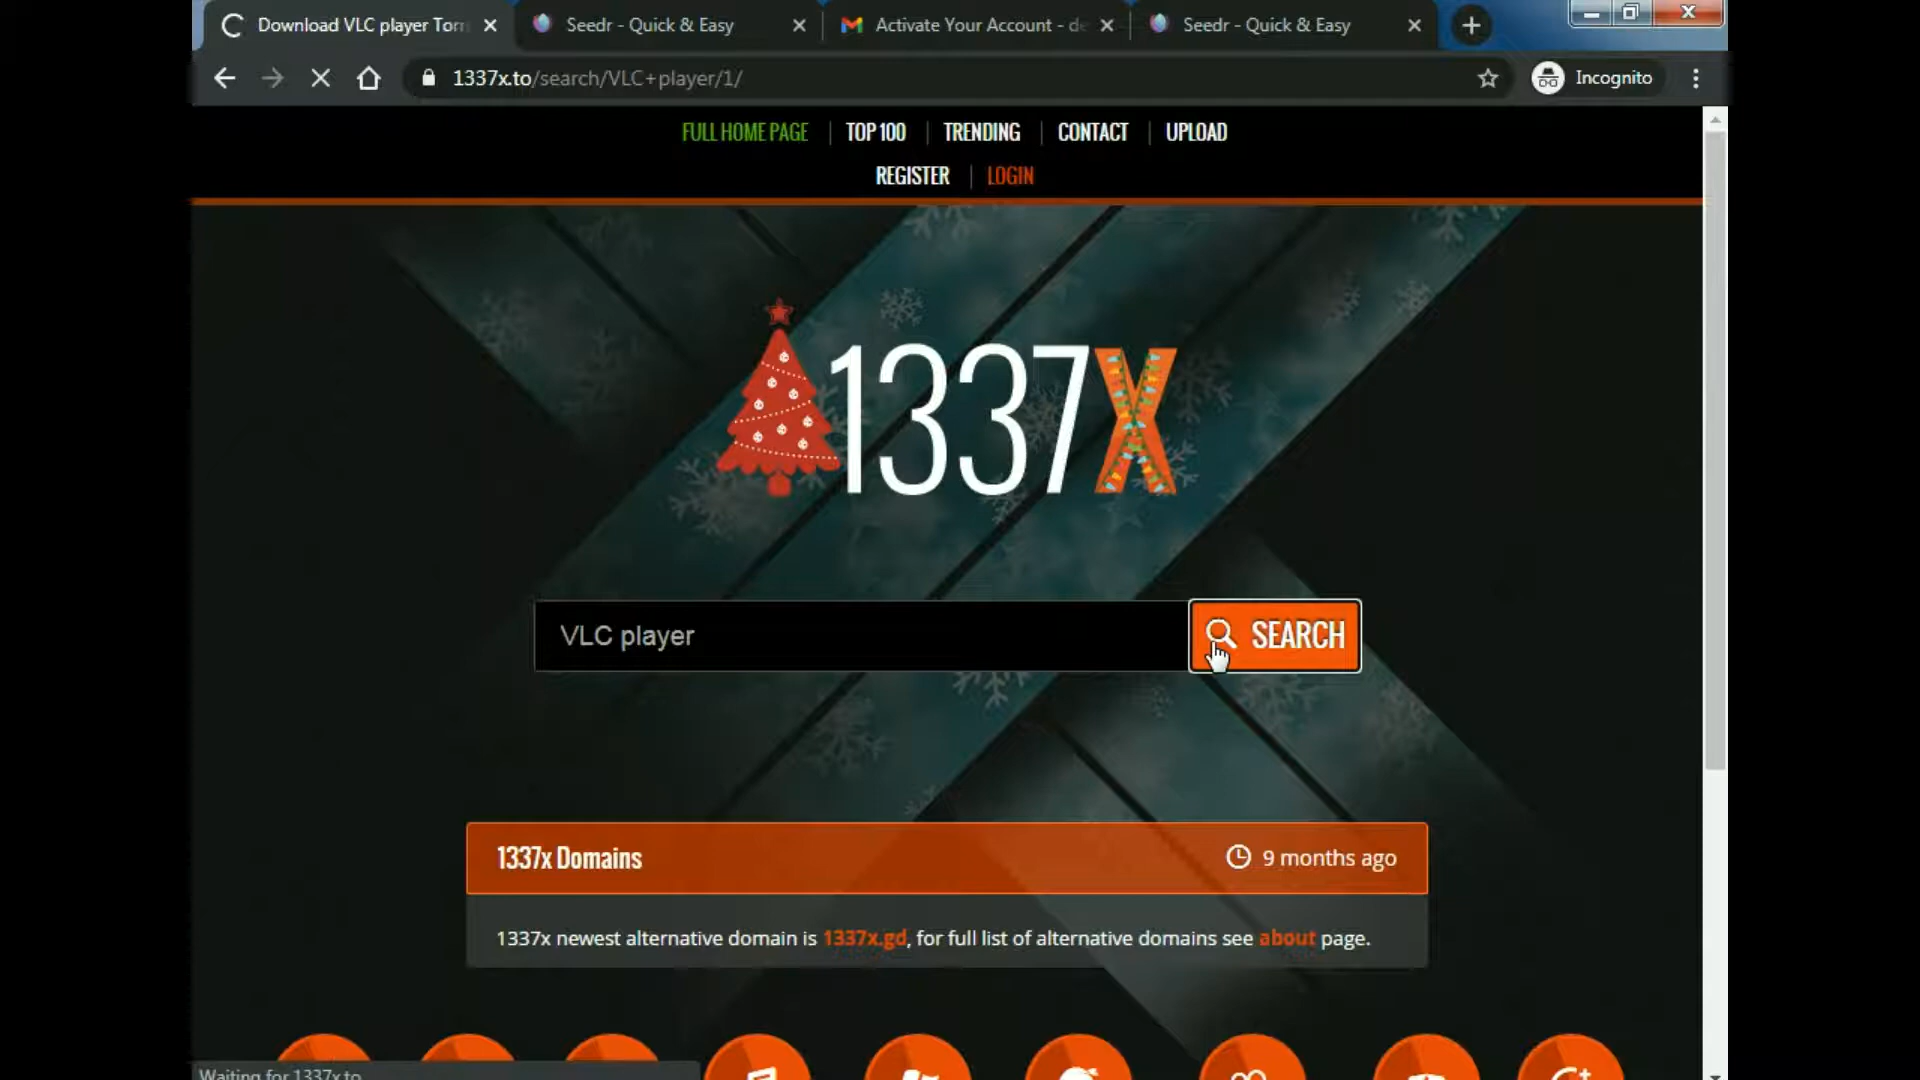 Download VLC player Torr
Seedr - Quick & Easy
Activate Your Account - de
Seedr - Quick & Easy
1337x.to/search/VLC+player/1/
Incognito
FULL HOME PAGE
TOP 100
TRENDING
CONTACT
UPLOAD
REGISTER
LOGIN
1337X
VLC player
SEARCH
1337x Domains
9 months ago
1337x newest alternative domain is 1337x.gd, for full list of alternative domains see about page.
Waiting for 1337x.to